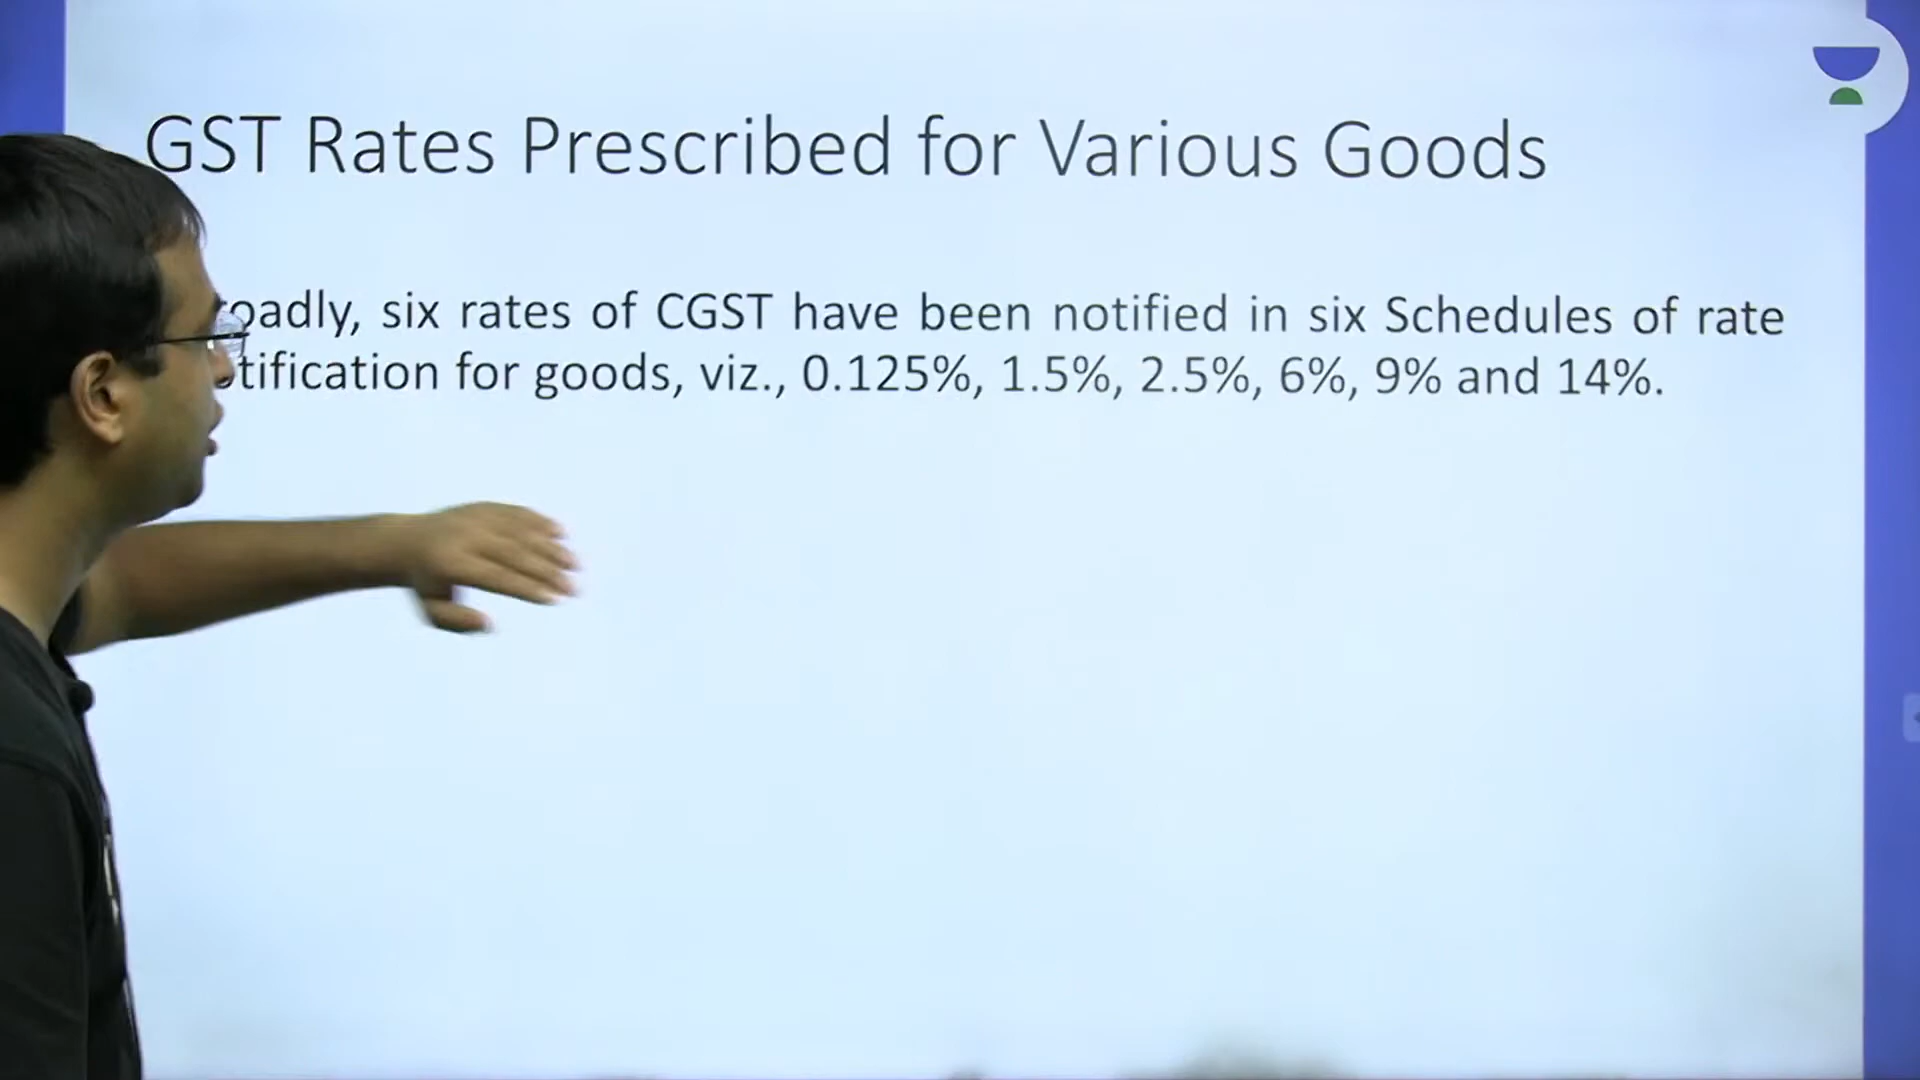 GST Rates Prescribed for Various Goods
six rates of CGST have been notified in six Schedules of rate
for goods, viz., 0.125%, 1.5%, 2.5%, 6%, 9% and 14%.